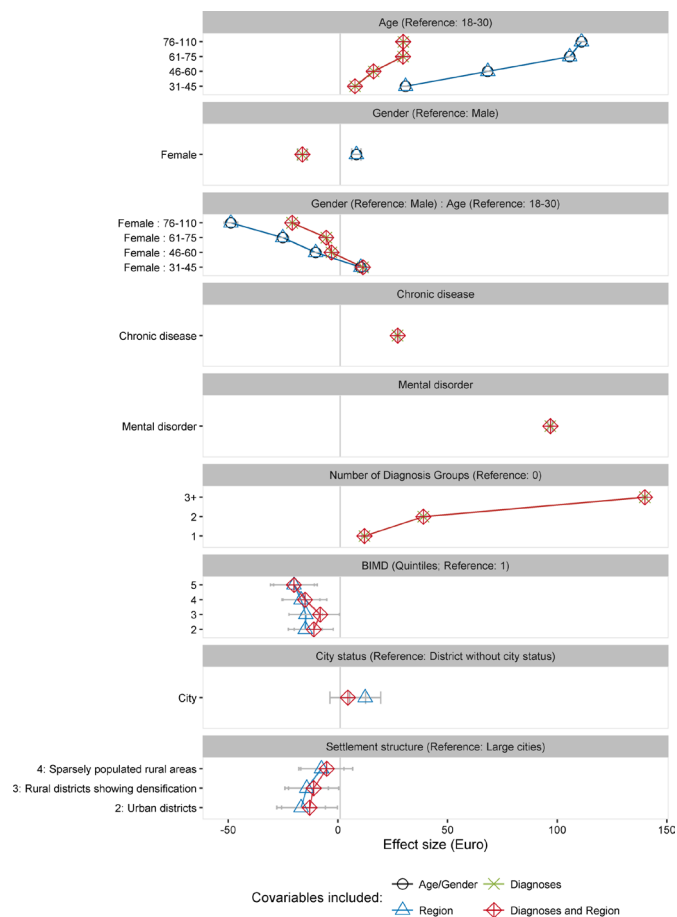 Age (Reference: 18-30)
76-110
61-75
46-60
31-45
Gender (Reference: Male)
Female
Gender (Reference: Male) : Age (Reference: 18-30)
Female : 76-110
Female : 61-75
Female : 46-60
Female : 31-45
Chronic disease
Chronic disease
Mental disorder
Mental disorder
Number of Diagnosis Groups (Reference: 0)
3+
2
1
BIMD (Quintiles; Reference: 1)
5
4
3
2
City status (Reference: District without city status)
City
Settlement structure (Reference: Large cities)
4: Sparsely populated rural areas
3: Rural districts showing densification
2: Urban districts
-50 0 50 100 150
Effect size (Euro)
Covariables included:
Age/Gender Diagnoses
Region Diagnoses and Region